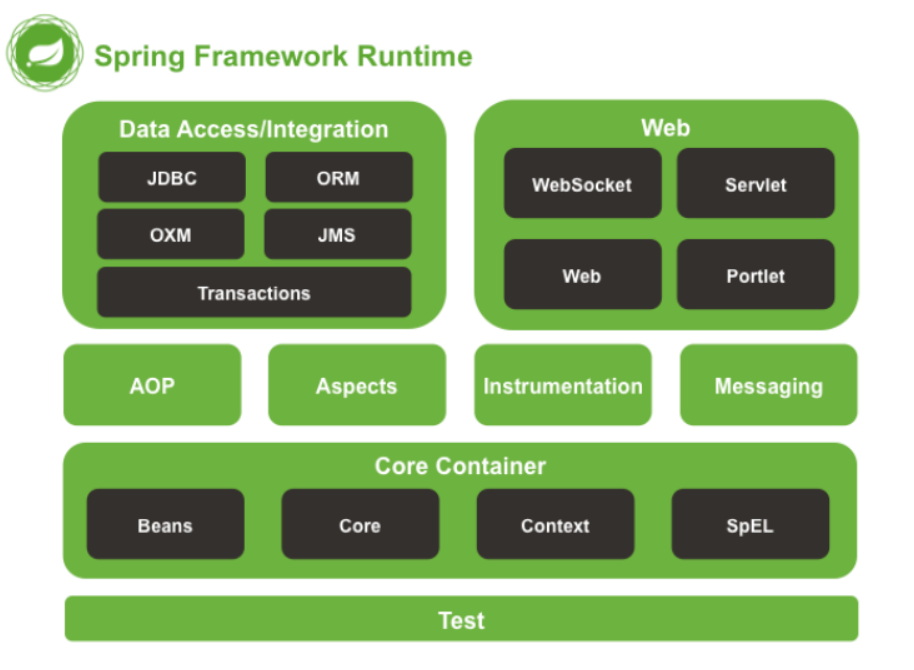 Spring Framework Runtime
Data Access/Integration
JDBC
ORM
OXM
JMS
Transactions
Web
WebSocket
Servlet
Web
Portlet
AOP
Aspects
Instrumentation
Messaging
Core Container
Beans
Core
Context
SpEL
Test